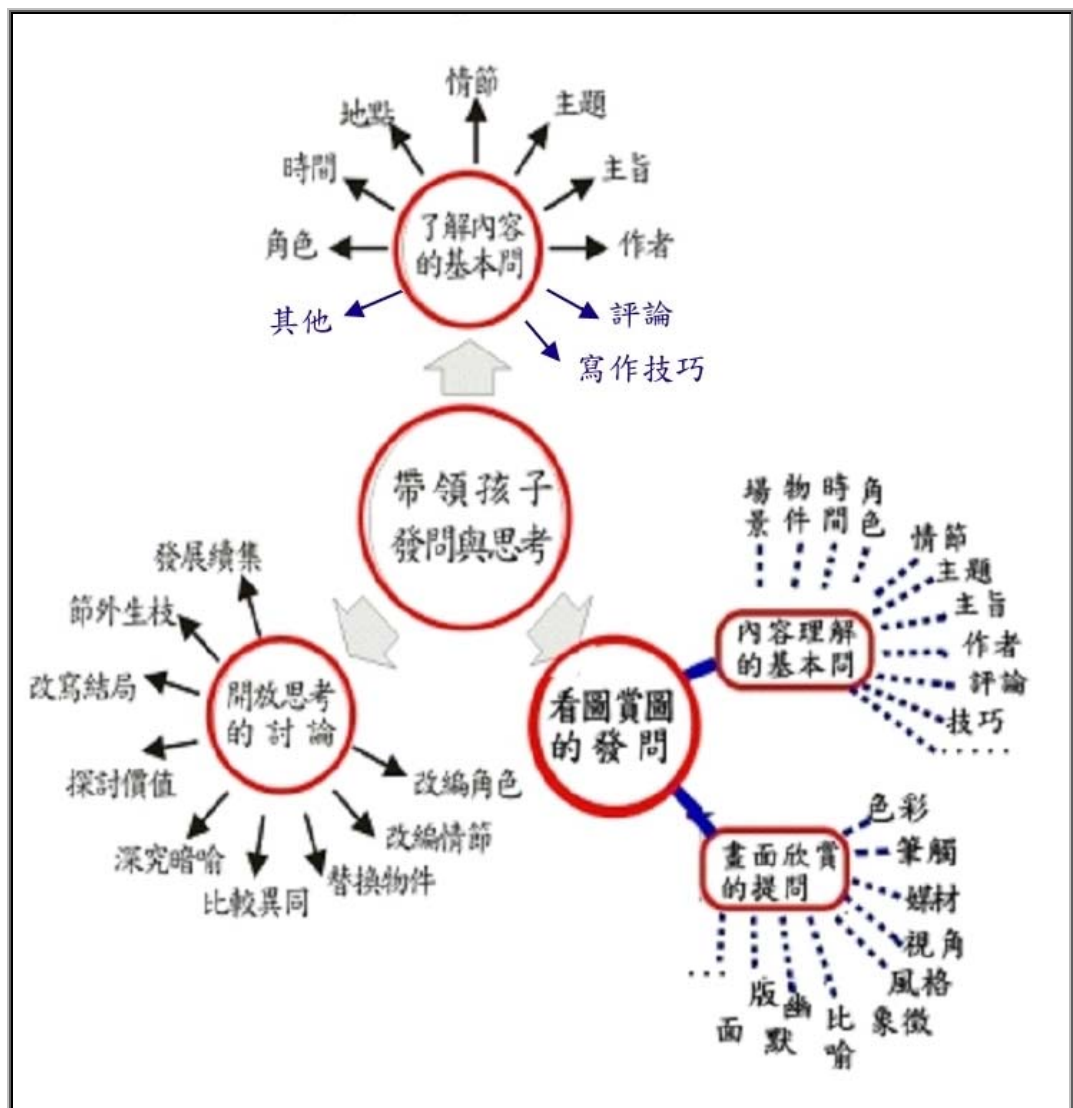 情節
地點
主題
時間
主旨
角色
了解內容
的基本問
作者
其他
評論
寫作技巧
帶領孩子
發問與思考
場景
物件
時間
角色
情節
主題
主旨
作者
評論
技巧
......
內容理解
的基本問
發展續集
節外生枝
改寫結局
探討價值
深究暗喻
比較異同
替換物件
改編情節
改編角色
開放思考
的討論
看圖賞圖
的發問
畫面欣賞
的提問
色彩
筆觸
媒材
視角
風格
象徵
比喻
幽默
版面
...